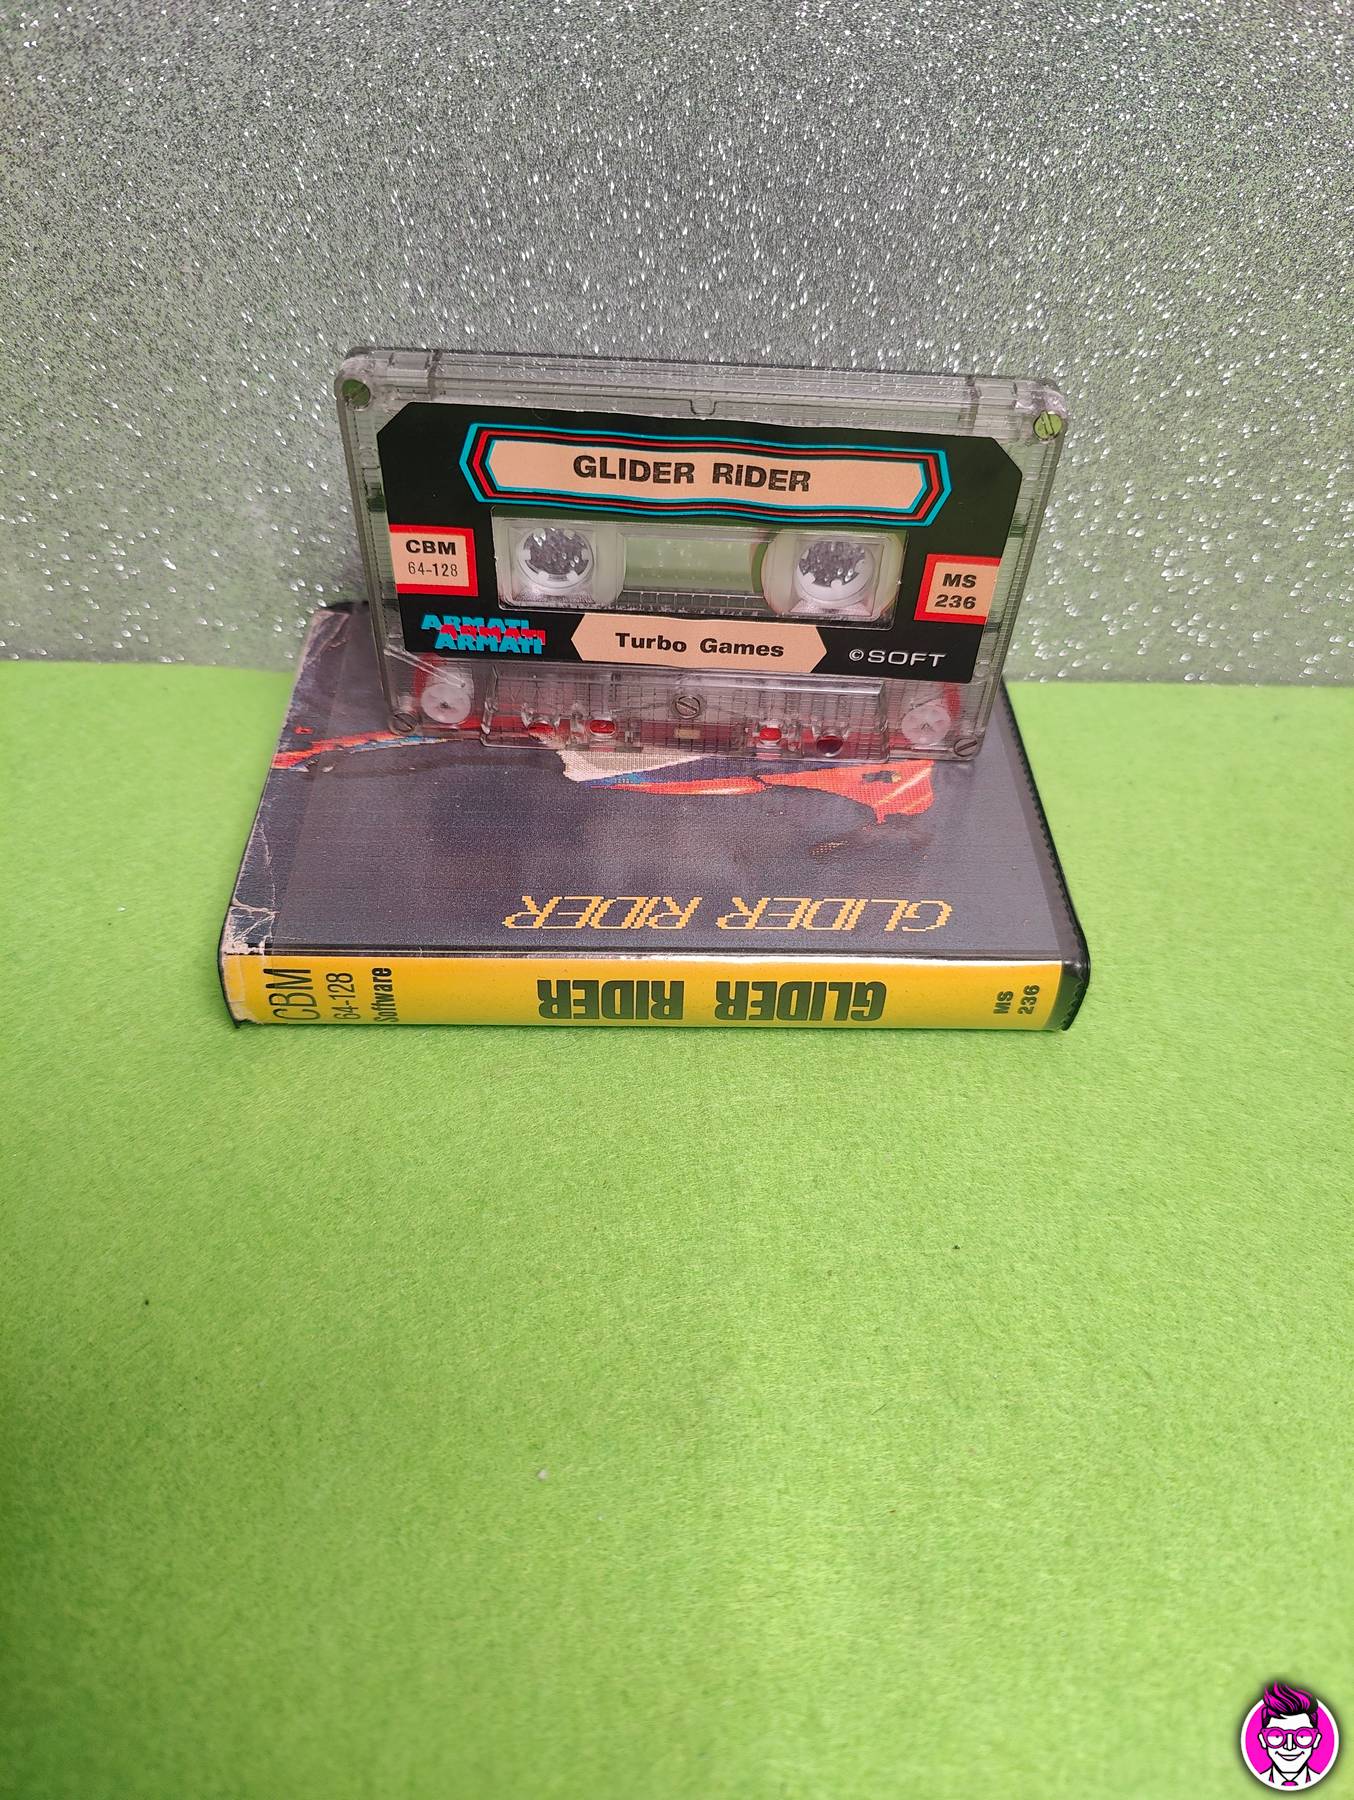 GLIDER RIDER
CBM
64-128
MS
236
ARMATI
ARMATI
ARMATI
Turbo Games
©SOFT
GLIDER RIDER
CBM
64-128
Software
GLIDER RIDER
MS
236